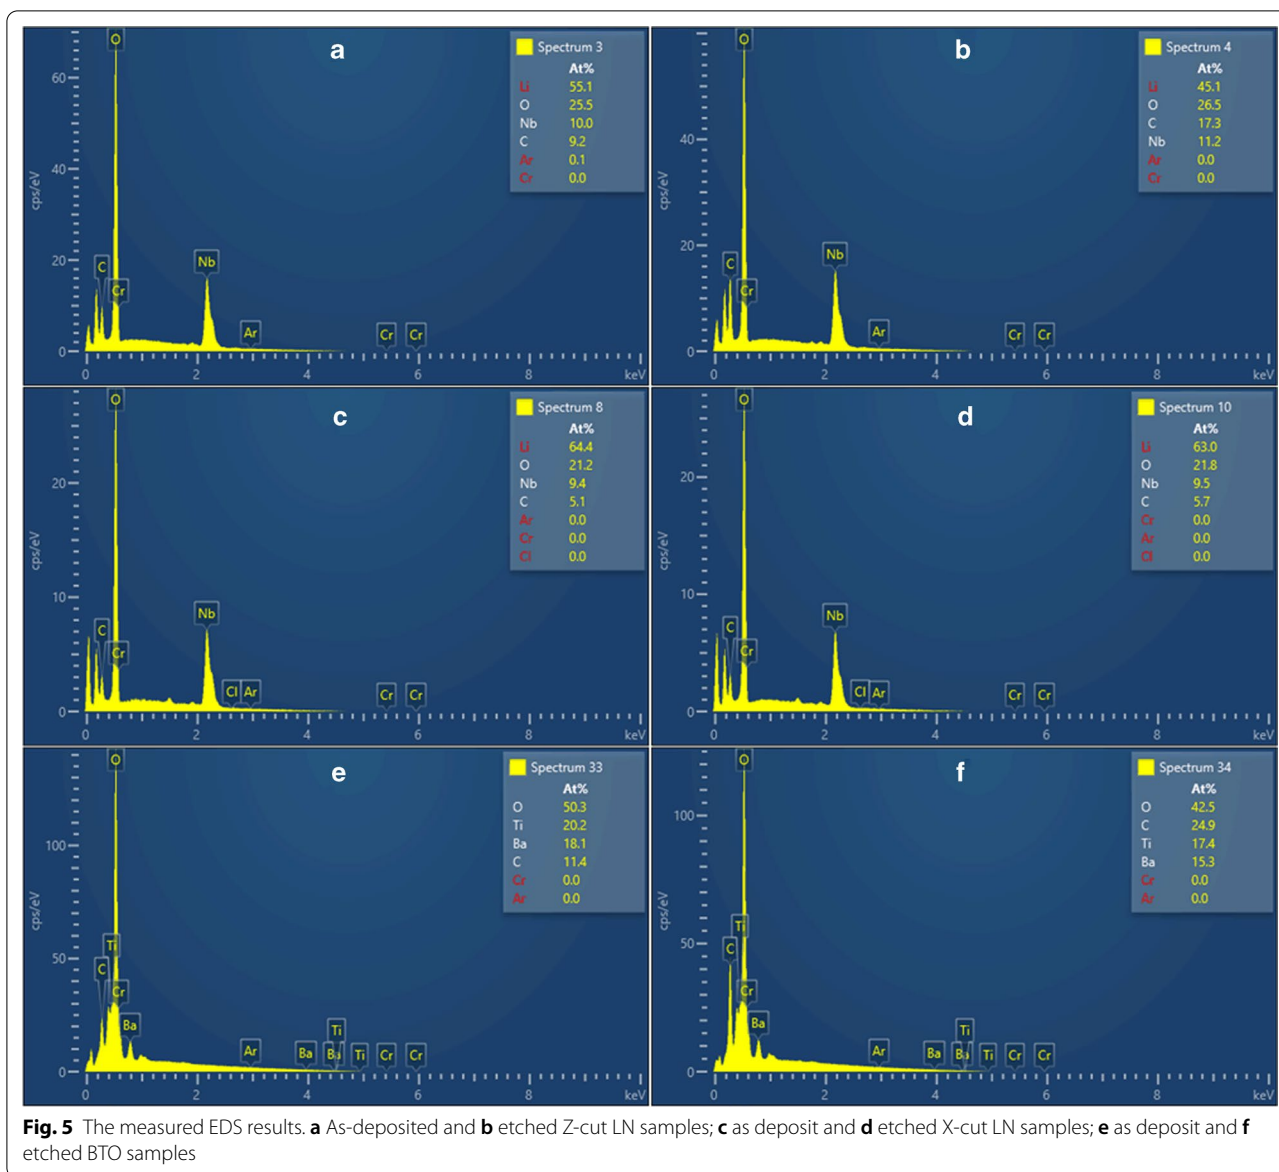 a
Spectrum 3
At%
Li 55.1
O 25.5
Nb 10.0
C 9.2
Ar 0.1
Cr 0.0
O
C
Cr
Nb
Ar
Cr
Cr
60
40
20
0
cps/eV
0 2 4 6 8 keV
b
Spectrum 4
At%
Li 45.1
O 26.5
C 17.3
Nb 11.2
Ar 0.0
Cr 0.0
O
C
Cr
Nb
Ar
Cr
Cr
40
20
0
cps/eV
0 2 4 6 8 keV
c
Spectrum 8
At%
Li 64.4
O 21.2
Nb 9.4
C 5.1
Ar 0.0
Cr 0.0
Cl 0.0
O
C
Cr
Nb
Cl
Ar
Cr
Cr
20
10
0
cps/eV
0 2 4 6 8 keV
d
Spectrum 10
At%
Li 63.0
O 21.8
Nb 9.5
C 5.7
Cr 0.0
Ar 0.0
Cl 0.0
O
C
Cr
Nb
Cl
Ar
Cr
Cr
20
10
0
cps/eV
0 2 4 6 8 keV
e
Spectrum 33
At%
O 50.3
Ti 20.2
Ba 18.1
C 11.4
Cr 0.0
Ar 0.0
O
Ti
C
Cr
Ba
Ar
Ba
Ti
Ti
Cr
Cr
100
50
0
cps/eV
0 2 4 6 8 keV
f
Spectrum 34
At%
O 42.5
C 24.9
Ti 17.4
Ba 15.3
Cr 0.0
Ar 0.0
O
Ti
C
Cr
Ba
Ar
Ba
Ti
Ti
Cr
Cr
100
50
0
cps/eV
0 2 4 6 8 keV
Fig. 5 The measured EDS results. a As-deposited and b etched Z-cut LN samples; c as deposit and d etched X-cut LN samples; e as deposit and f
etched BTO samples